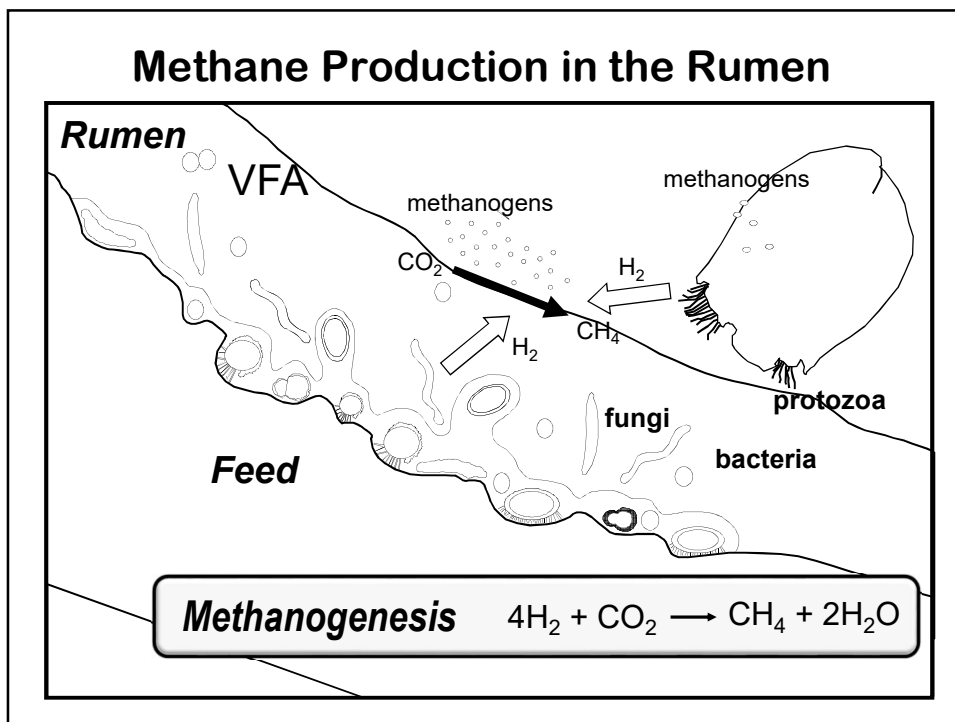 Methane Production in the Rumen
Rumen
VFA
methanogens
methanogens
CO₂
H₂
CH₄
H₂
protozoa
fungi
bacteria
Feed
Methanogenesis 4H₂ + CO₂ → CH₄ + 2H₂O